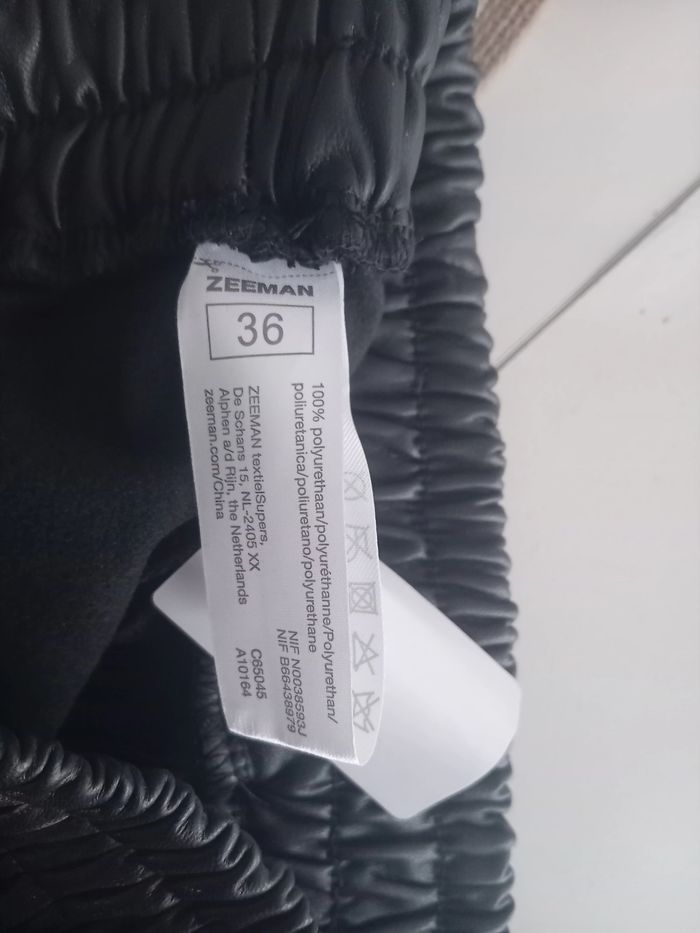 ZEEMAN
36
100% polyurethaan/polyuréthanne/Polyurethan/
poliuretanica/poliuretano/polyurethane
NIF N0038593J
NIF B66438979
ZEEMAN textielSupers,
De Schans 15, NL-2405 XX
Alphen a/d Rijn, the Netherlands
zeeman.com/China
C65045
A10164